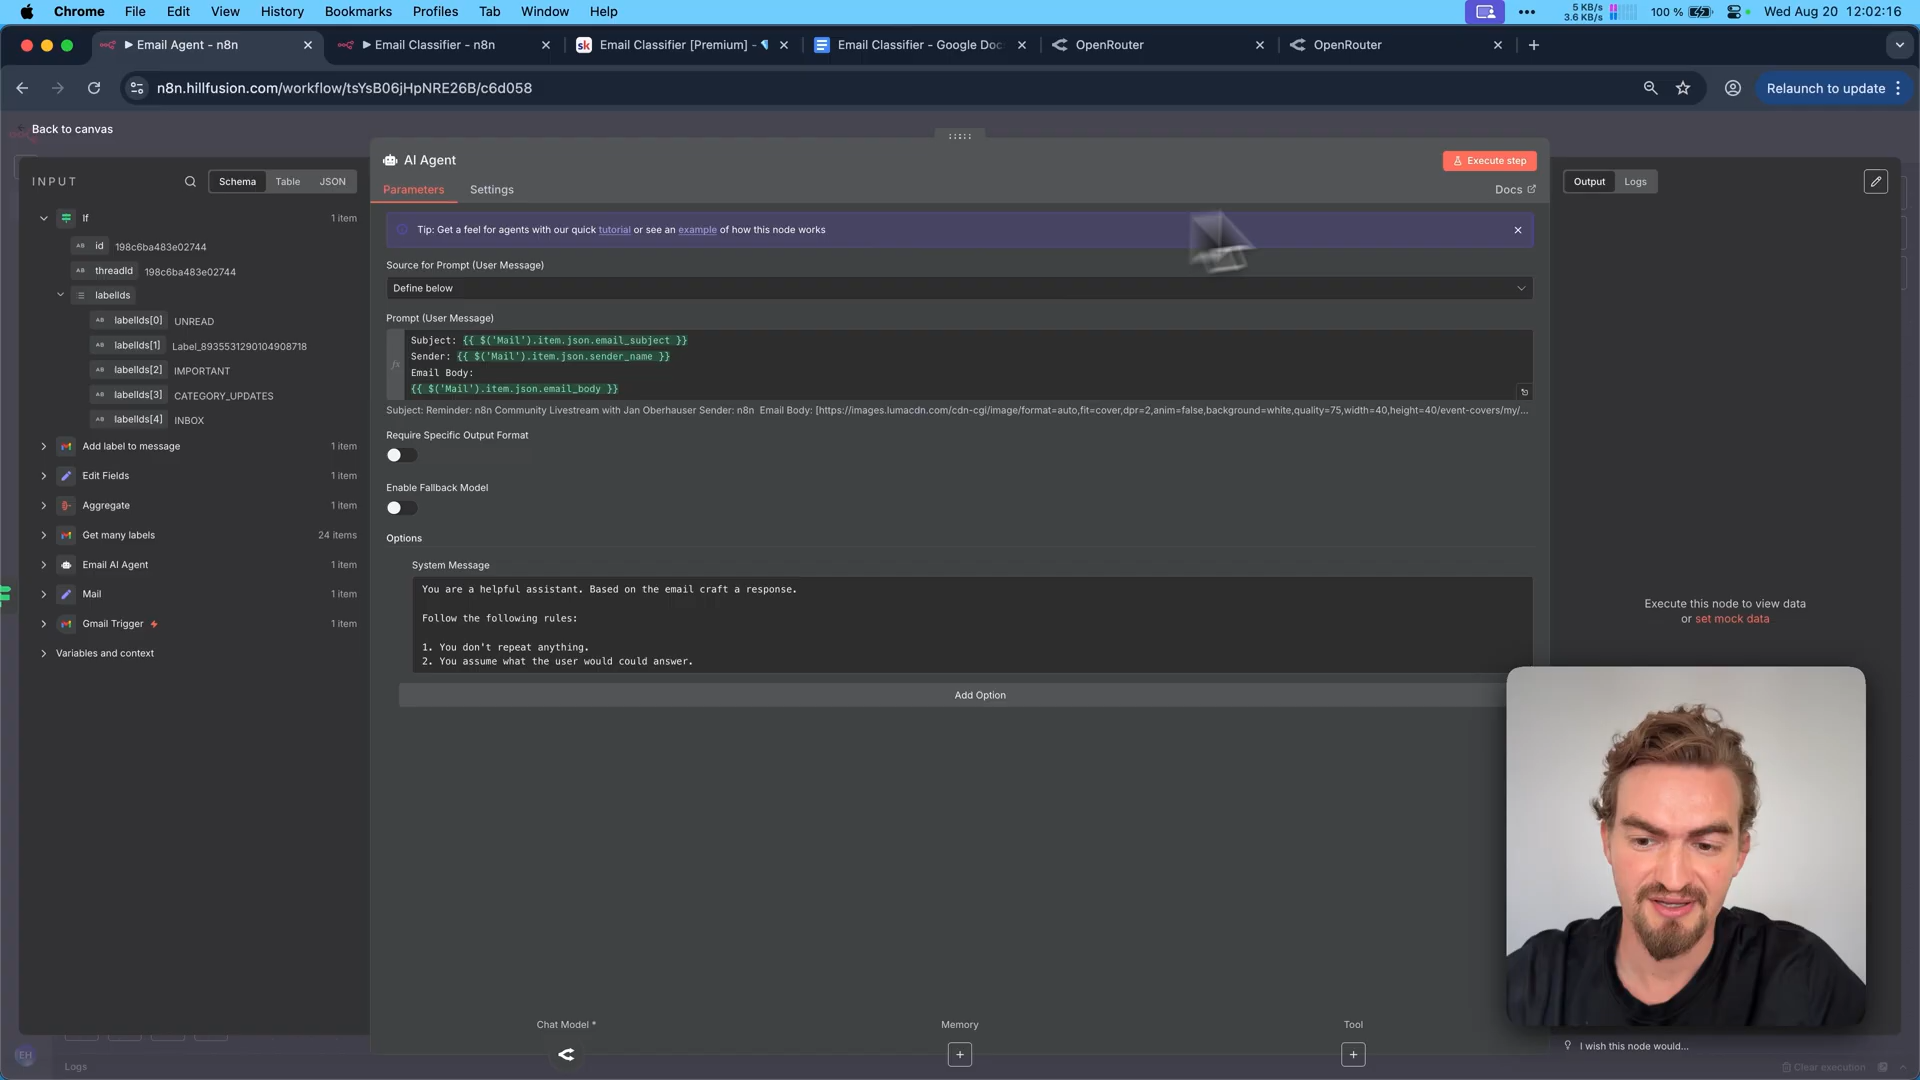 Chrome File Edit View History Bookmarks Profiles Tab Window Help
5 KB/s
3.6 KB/s
100 % Wed Aug 20 12:02:16
Email Agent - n8n
Email Classifier - n8n
sk Email Classifier [Premium] -
Email Classifier - Google Doc
OpenRouter
OpenRouter
n8n.hillfusion.com/workflow/tsYsB06jHpNRE26B/c6d058
Relaunch to update
Back to canvas
INPUT
Schema Table JSON
If 1 item
id 198c6ba483e02744
threadId 198c6ba483e02744
labelIds
labelIds[0] UNREAD
labelIds[1] Label_8935531290104908718
labelIds[2] IMPORTANT
labelIds[3] CATEGORY_UPDATES
labelIds[4] INBOX
Add label to message 1 item
Edit Fields 1 item
Aggregate 1 item
Get many labels 24 items
Email AI Agent 1 item
Mail 1 item
Gmail Trigger 1 item
Variables and context
EH
Logs
AI Agent
Execute step
Parameters Settings
Docs
Tip: Get a feel for agents with our quick tutorial or see an example of how this node works
Source for Prompt (User Message)
Define below
Prompt (User Message)
fx
Subject: {{ $('Mail').item.json.email_subject }}
Sender: {{ $('Mail').item.json.sender_name }}
Email Body:
{{ $('Mail').item.json.email_body }}
Subject: Reminder: n8n Community Livestream with Jan Oberhauser Sender: n8n Email Body: [https://images.lumacdn.com/cdn-cgi/image/format=auto,fit=cover,dpr=2,anim=false,background=white,quality=75,width=40,height=40/event-covers/my/...
Require Specific Output Format
Enable Fallback Model
Options
System Message
You are a helpful assistant. Based on the email craft a response.
Follow the following rules:
1. You don't repeat anything.
2. You assume what the user would could answer.
Add Option
Chat Model *
Memory
Tool
Output Logs
Execute this node to view data
or set mock data
I wish this node would...
Clear execution